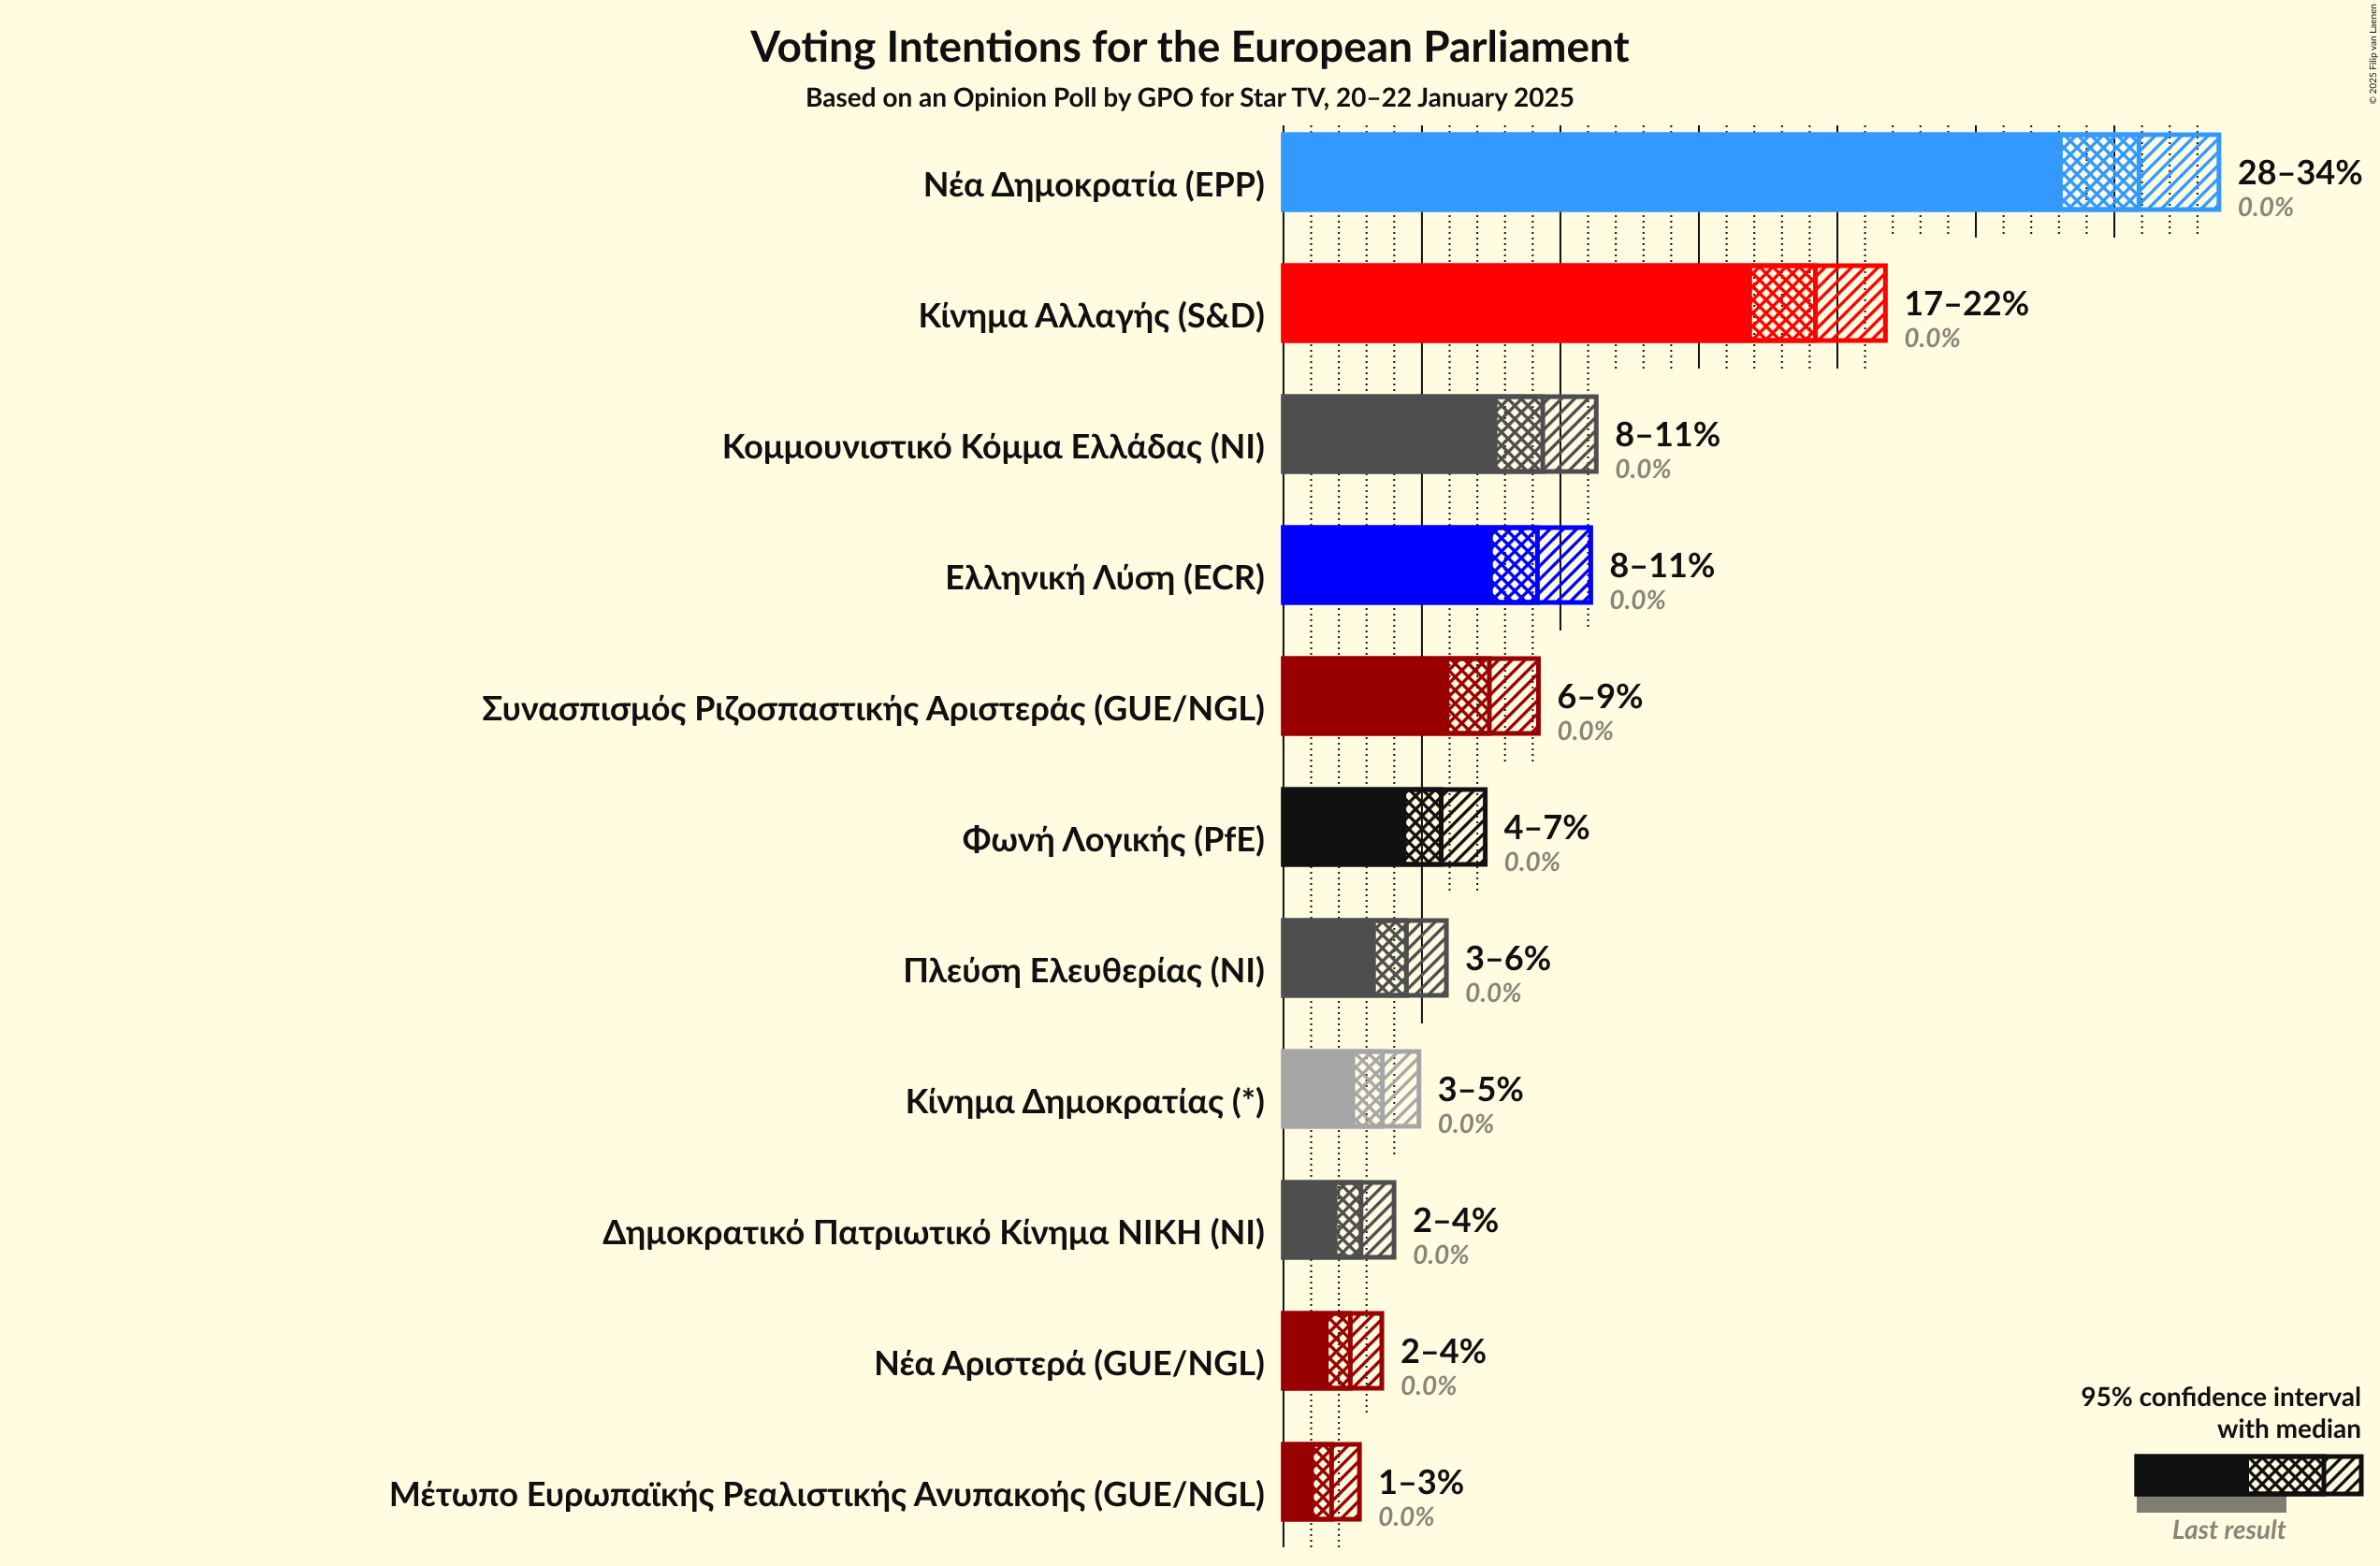 Voting Intentions for the European Parliament
Based on an Opinion Poll by GPO for Star TV, 20–22 January 2025
© 2025 Filip van Laenen
Νέα Δημοκρατία (EPP)
28–34%
0.0%
Κίνημα Αλλαγής (S&D)
17–22%
0.0%
Κομμουνιστικό Κόμμα Ελλάδας (NI)
8–11%
0.0%
Ελληνική Λύση (ECR)
8–11%
0.0%
Συνασπισμός Ριζοσπαστικής Αριστεράς (GUE/NGL)
6–9%
0.0%
Φωνή Λογικής (PfE)
4–7%
0.0%
Πλεύση Ελευθερίας (NI)
3–6%
0.0%
Κίνημα Δημοκρατίας (*)
3–5%
0.0%
Δημοκρατικό Πατριωτικό Κίνημα ΝΙΚΗ (NI)
2–4%
0.0%
Νέα Αριστερά (GUE/NGL)
2–4%
0.0%
Μέτωπο Ευρωπαϊκής Ρεαλιστικής Ανυπακοής (GUE/NGL)
1–3%
0.0%
95% confidence interval
with median
Last result